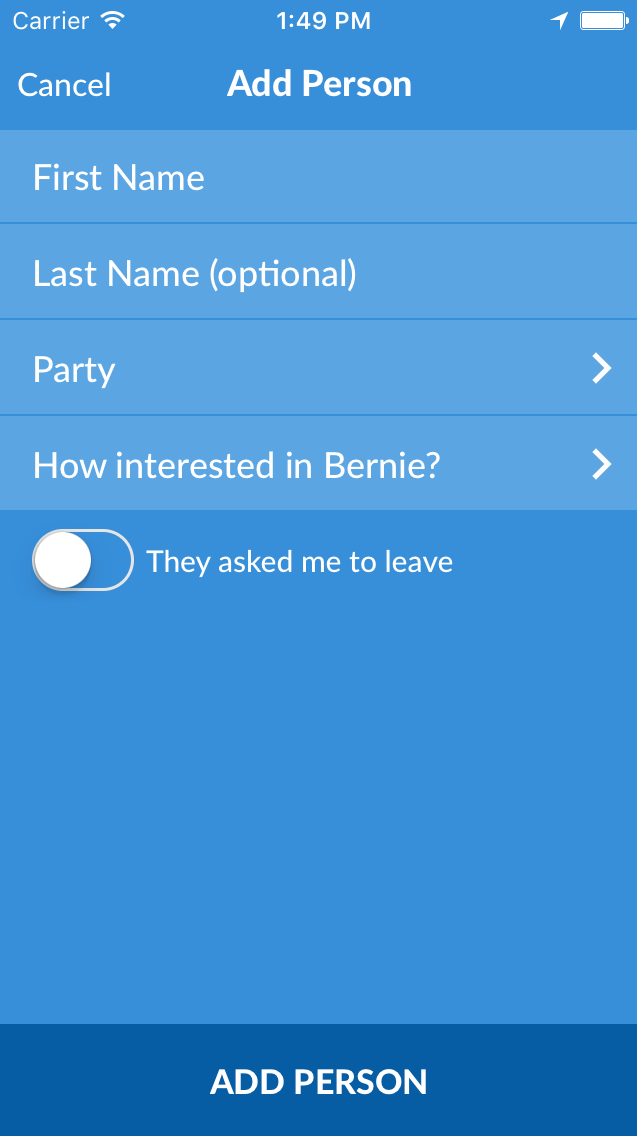 Carrier 1:49 PM
Cancel Add Person
First Name
Last Name (optional)
Party
How interested in Bernie?
They asked me to leave
ADD PERSON